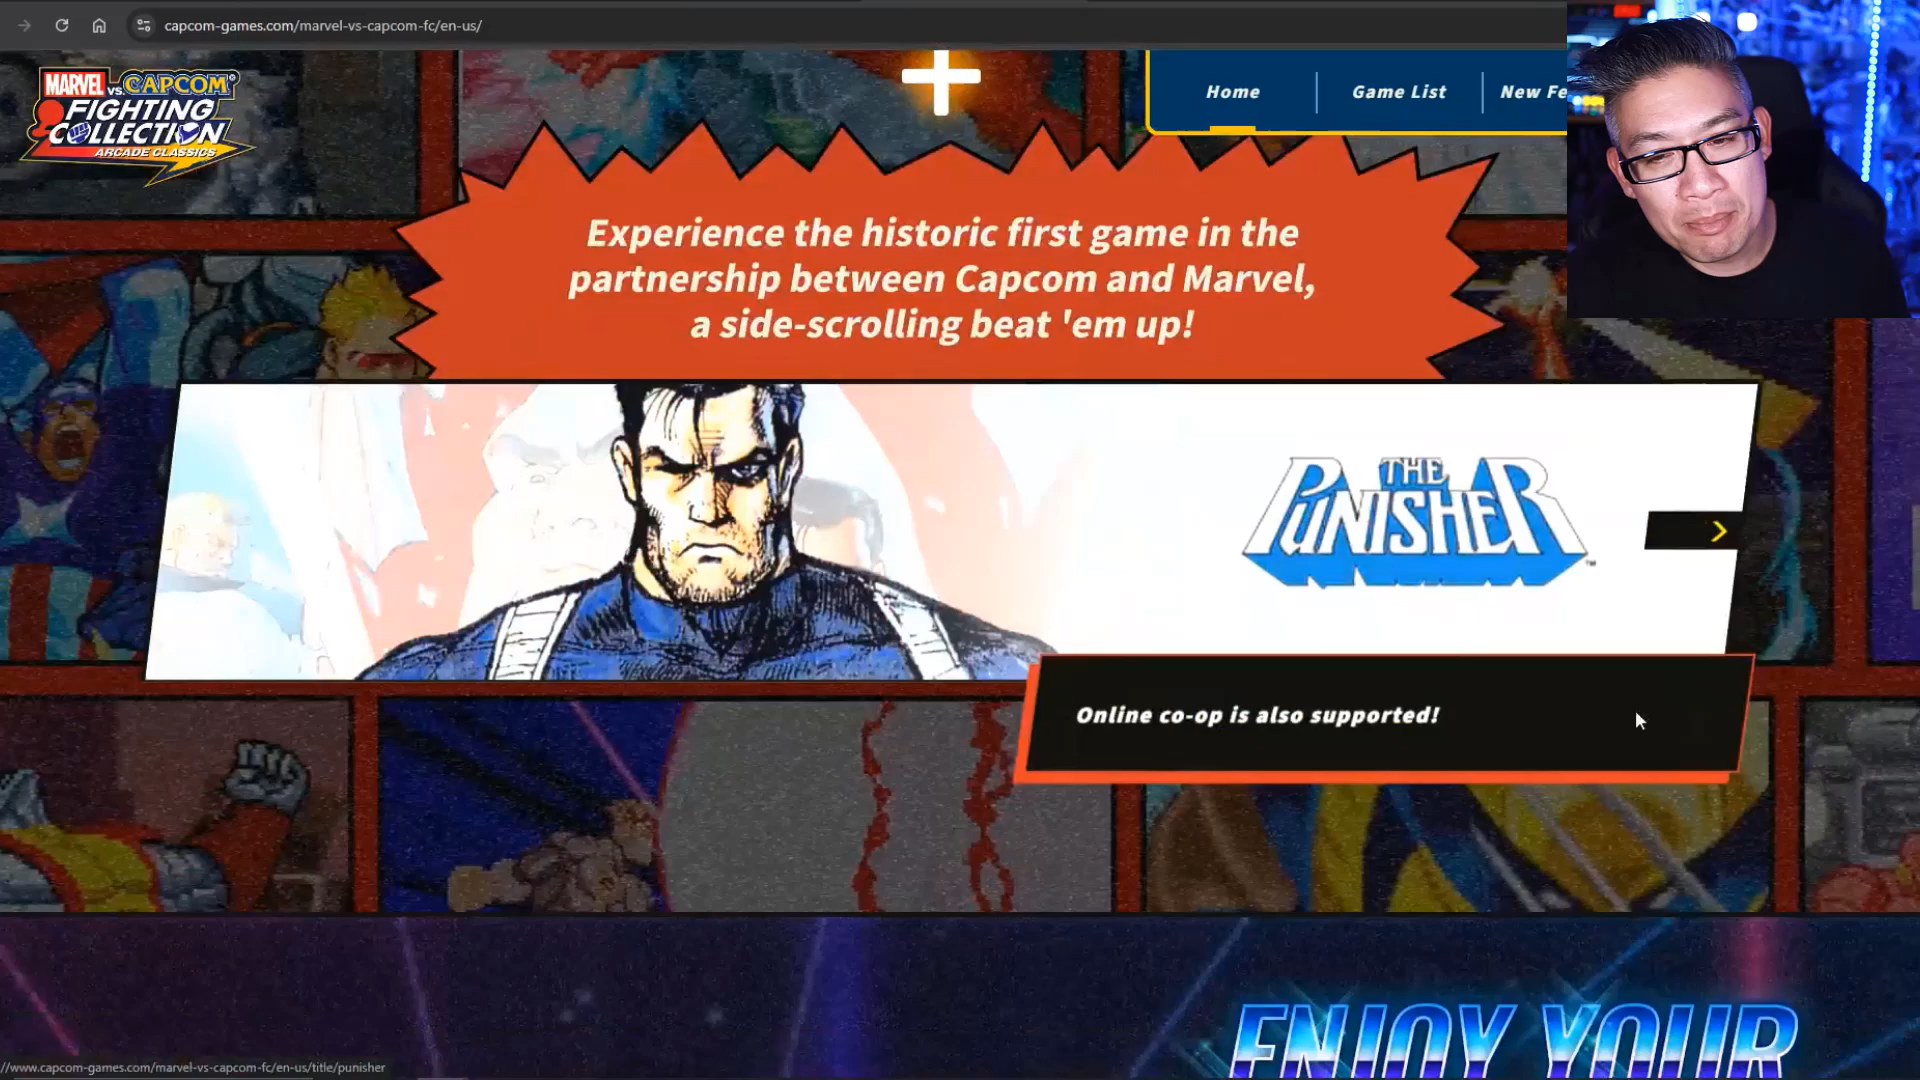 capcom-games.com/marvel-vs-capcom-fc/en-us/
MARVEL VS. CAPCOM®
FIGHTING
COLLECTION
ARCADE CLASSICS
Home
Game List
New Fe
Experience the historic first game in the
partnership between Capcom and Marvel,
a side-scrolling beat 'em up!
THE
PUNISHER™
Online co-op is also supported!
ENJOY YOUR
//www.capcom-games.com/marvel-vs-capcom-fc/en-us/title/punisher